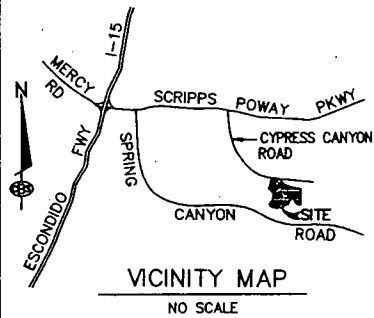 I-15
MERCY
RD
N
SCRIPPS
POWAY
PKWY
CYPRESS CANYON
ROAD
SPRING
FWY
ESCONDIDO
CANYON
SITE
ROAD
VICINITY MAP
NO SCALE